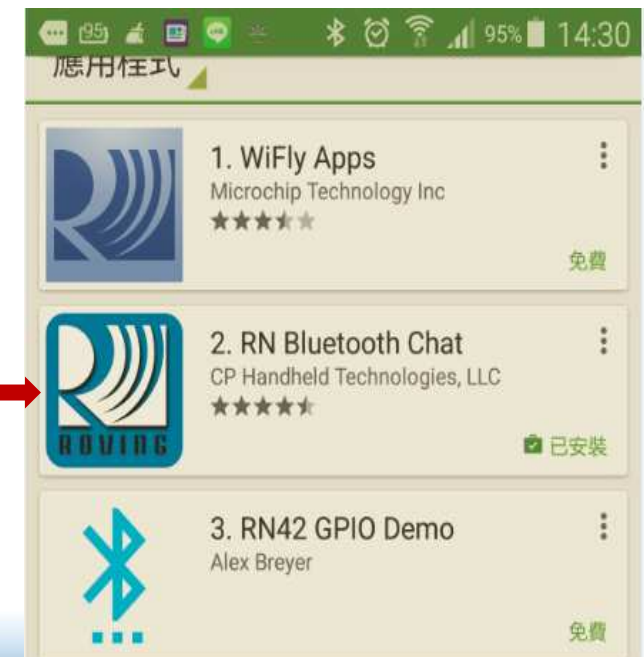 95 95% 14:30
應用程式
1. WiFly Apps
Microchip Technology Inc
免費
2. RN Bluetooth Chat
CP Handheld Technologies, LLC
ROVING
已安裝
3. RN42 GPIO Demo
Alex Breyer
免費